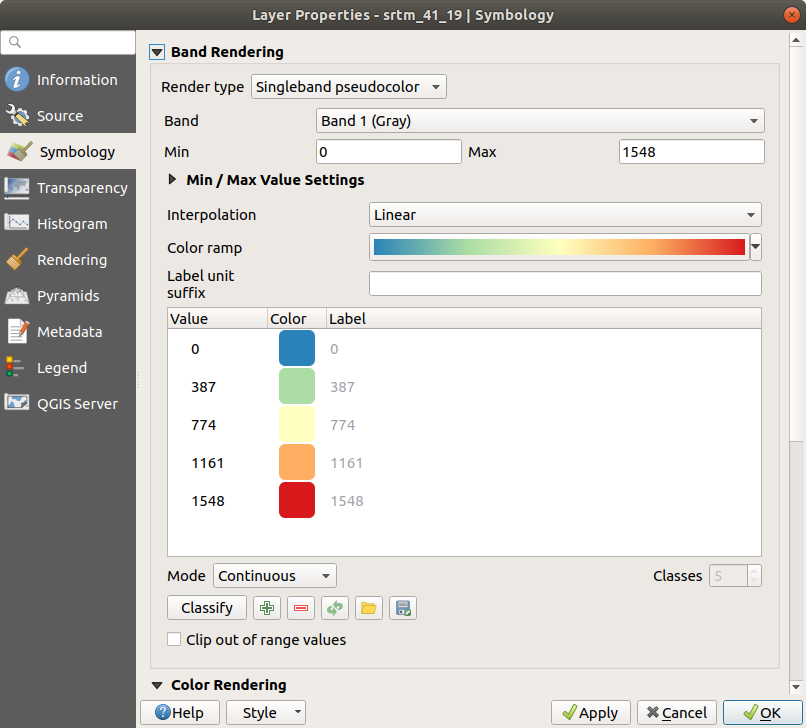 Layer Properties - srtm_41_19 | Symbology
Information
Source
Symbology
Transparency
Histogram
Rendering
Pyramids
Metadata
Legend
QGIS Server
Band Rendering
Render type Singleband pseudocolor
Band Band 1 (Gray)
Min 0 Max 1548
Min / Max Value Settings
Interpolation Linear
Color ramp
Label unit
suffix
Value Color Label
0 0
387 387
774 774
1161 1161
1548 1548
Mode Continuous Classes 5
Classify
Clip out of range values
Color Rendering
Help Style Apply Cancel OK